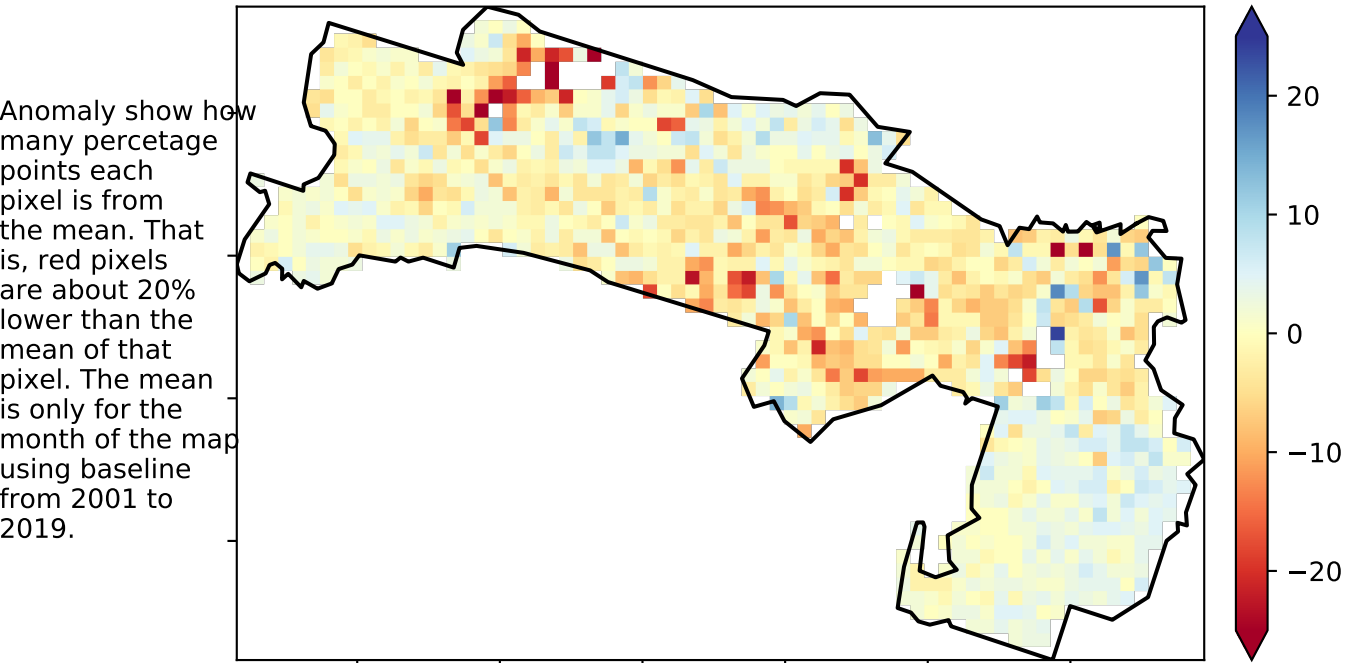 Anomaly show how
many percetage
points each
pixel is from
the mean. That
is, red pixels
are about 20%
lower than the
mean of that
pixel. The mean
is only for the
month of the map
using baseline
from 2001 to
2019.
20
10
0
−10
−20